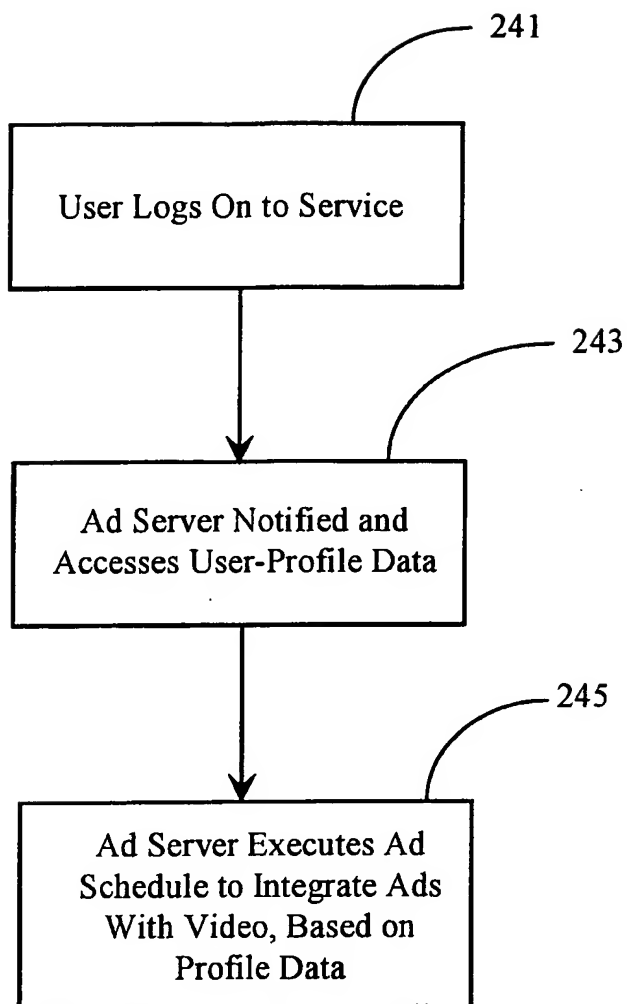 241
User Logs On to Service
243
Ad Server Notified and
Accesses User-Profile Data
245
Ad Server Executes Ad
Schedule to Integrate Ads
With Video, Based on
Profile Data